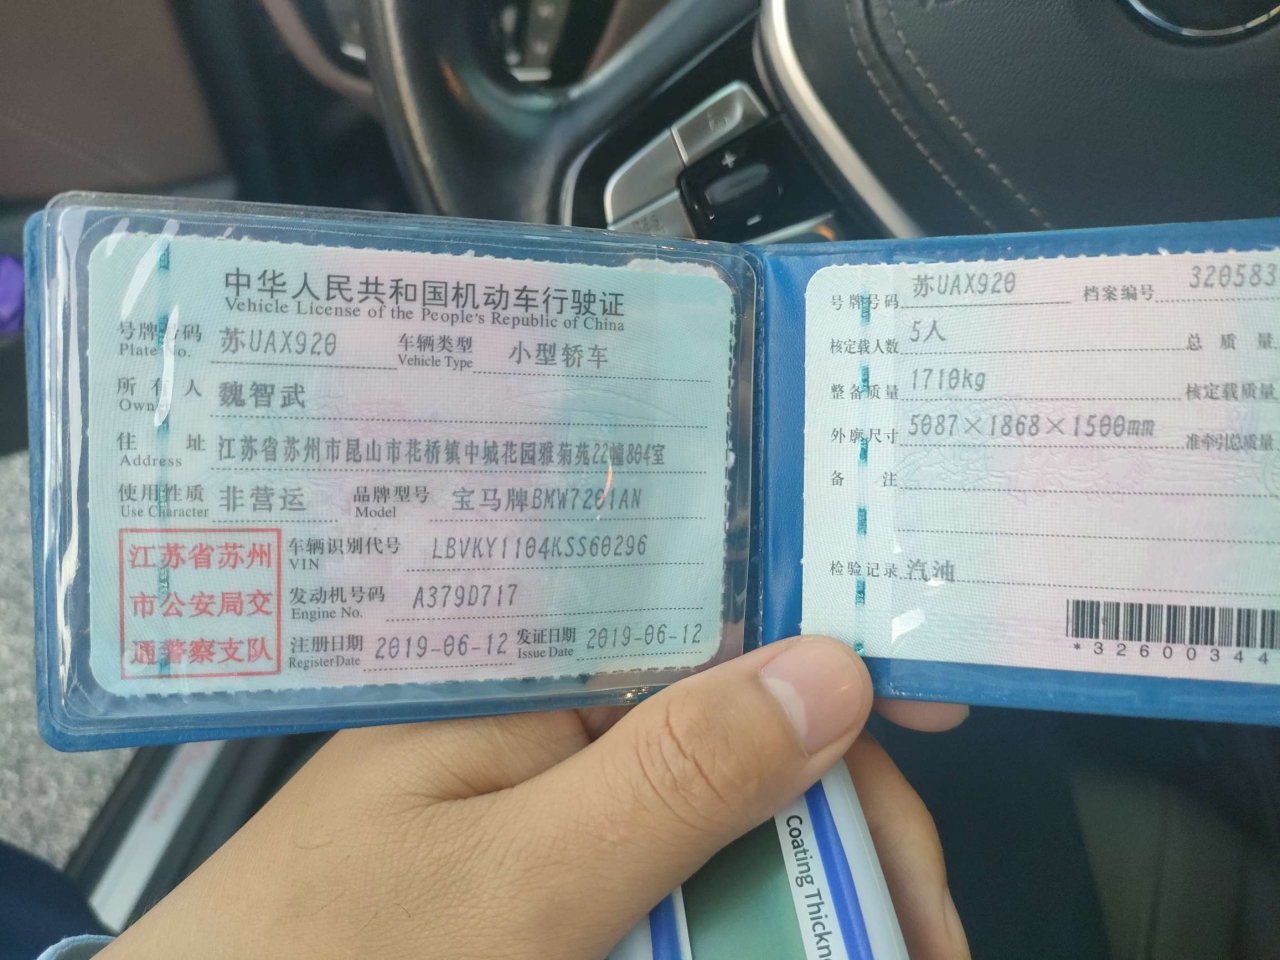 中华人民共和国机动车行驶证
Vehicle License of the People's Republic of China
号牌号码 苏UAX920 车辆类型 小型轿车
Plate No. Vehicle Type
所有人 魏智武
Owner
住址 江苏省苏州市昆山市花桥镇中城花园雅菊苑22幢804室
Address
使用性质 非营运 品牌型号 宝马牌BMW7201AN
Use Character Model
江苏省苏州
市公安局交
通警察支队
车辆识别代号 LBVKY1104KSS60296
VIN
发动机号码 A379D717
Engine No.
注册日期 2019-06-12 发证日期 2019-06-12
Register Date Issue Date
号牌号码 苏UAX920 档案编号 320583
核定载人数 5人 总质量
整备质量 1710kg 核定载质量
外廓尺寸 5087×1868×1500mm 准牵引总质量
备注
检验记录 汽油
*32600344
Coating Thickn